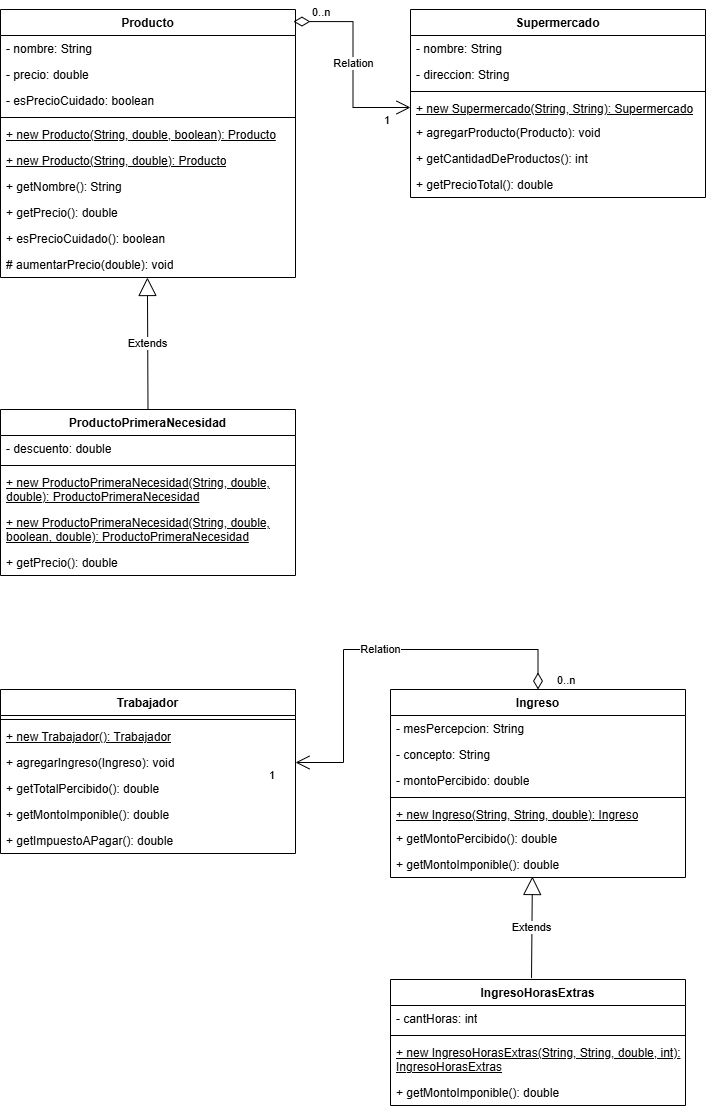 Producto
- nombre: String
- precio: double
- esPrecioCuidado: boolean
+ new Producto(String, double, boolean): Producto
+ new Producto(String, double): Producto
+ getNombre(): String
+ getPrecio(): double
+ esPrecioCuidado(): boolean
# aumentarPrecio(double): void
0..n
Relation
1
Supermercado
- nombre: String
- direccion: String
+ new Supermercado(String, String): Supermercado
+ agregarProducto(Producto): void
+ getCantidadDeProductos(): int
+ getPrecioTotal(): double
Extends
ProductoPrimeraNecesidad
- descuento: double
+ new ProductoPrimeraNecesidad(String, double,
double): ProductoPrimeraNecesidad
+ new ProductoPrimeraNecesidad(String, double,
boolean, double): ProductoPrimeraNecesidad
+ getPrecio(): double
Relation
0..n
Trabajador
+ new Trabajador(): Trabajador
+ agregarIngreso(Ingreso): void
1
+ getTotalPercibido(): double
+ getMontoImponible(): double
+ getImpuestoAPagar(): double
Ingreso
- mesPercepcion: String
- concepto: String
- montoPercibido: double
+ new Ingreso(String, String, double): Ingreso
+ getMontoPercibido(): double
+ getMontoImponible(): double
Extends
IngresoHorasExtras
- cantHoras: int
+ new IngresoHorasExtras(String, String, double, int):
IngresoHorasExtras
+ getMontoImponible(): double